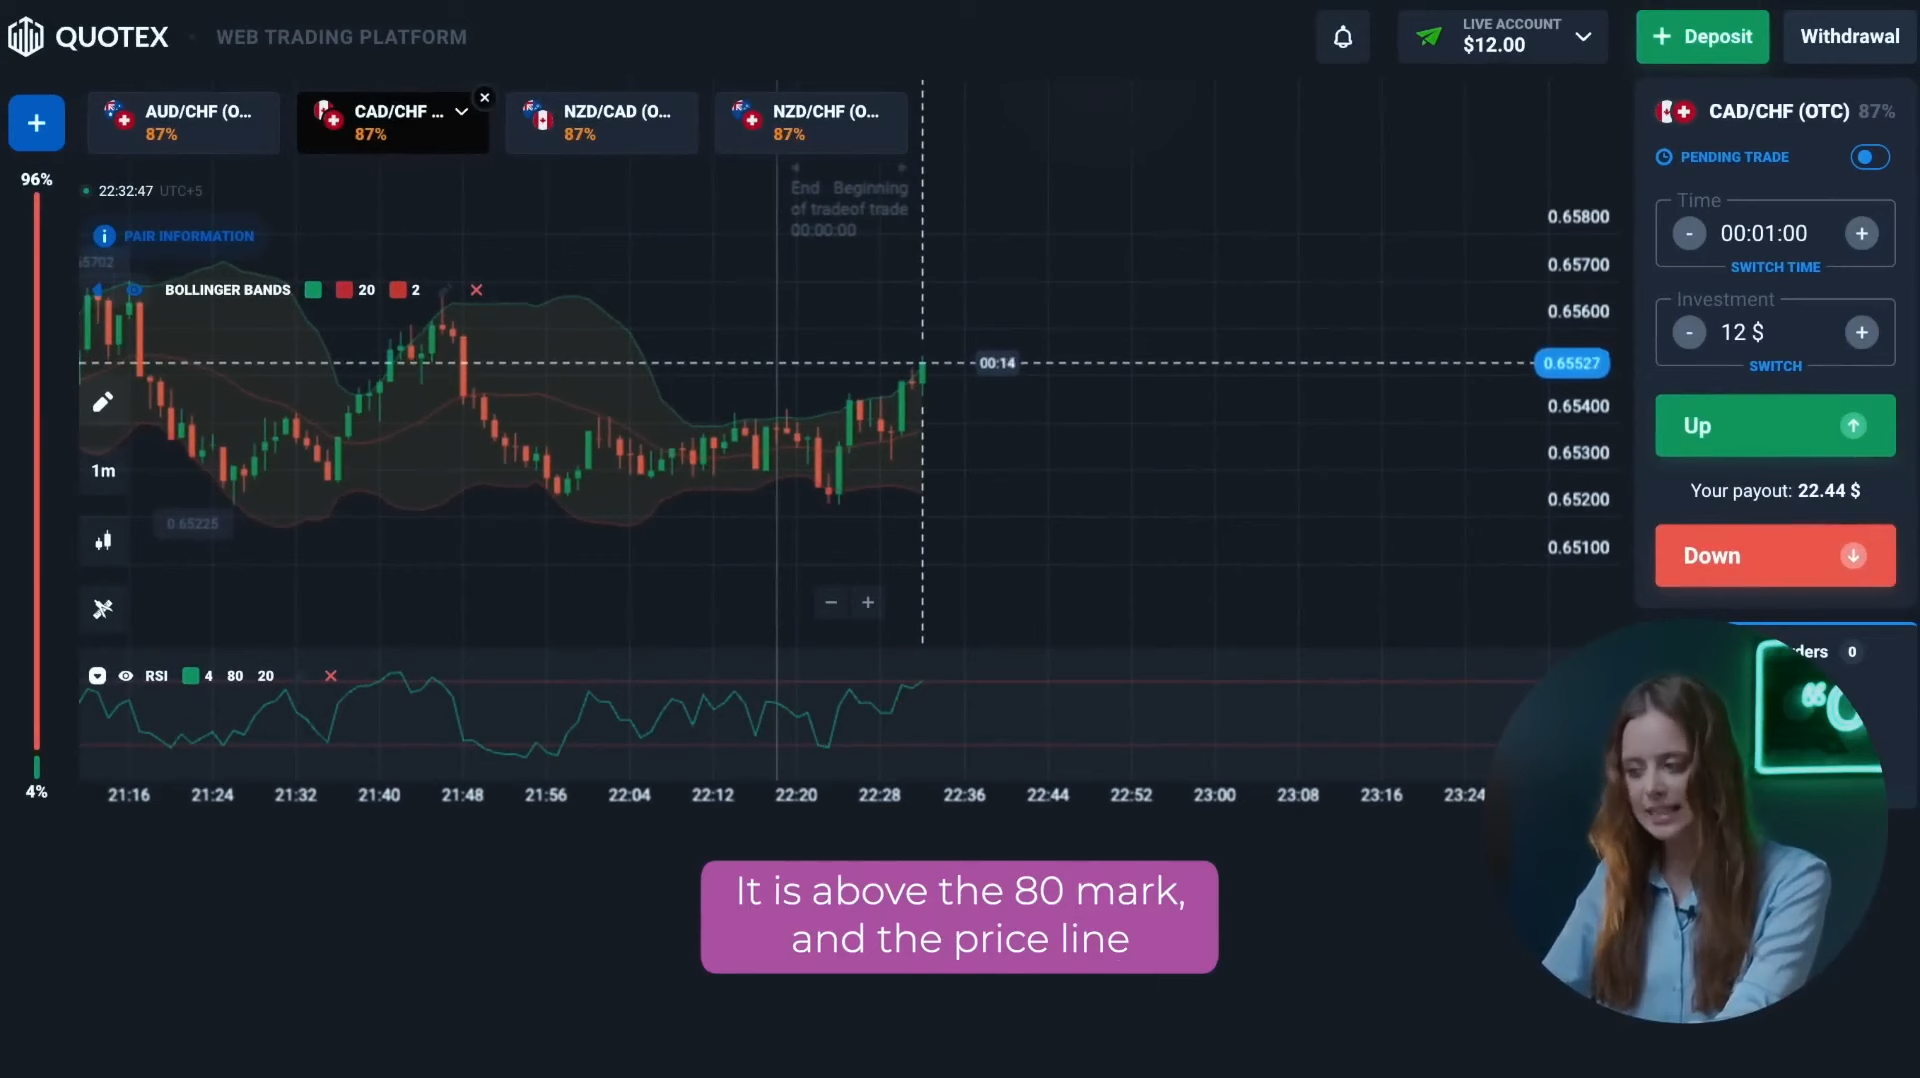 QUOTEX
WEB TRADING PLATFORM
LIVE ACCOUNT
$12.00
Deposit
Withdrawal
AUD/CHF (O...
87%
CAD/CHF ...
87%
NZD/CAD (O...
87%
NZD/CHF (O...
87%
96%
22:32:47 UTC+5
PAIR INFORMATION
BOLLINGER BANDS 20 2
End Beginning
of tradeof trade
00:00:00
1m
0.65225
00:14
0.65800
0.65700
0.65600
0.65527
0.65400
0.65300
0.65200
0.65100
CAD/CHF (OTC) 87%
PENDING TRADE
Time
- 00:01:00 +
SWITCH TIME
Investment
- 12 $ +
SWITCH
Up
Your payout: 22.44 $
Down
0
RSI 4 80 20
4%
21:16 21:24 21:32 21:40 21:48 21:56 22:04 22:12 22:20 22:28 22:36 22:44 22:52 23:00 23:08 23:16 23:24
It is above the 80 mark,
and the price line